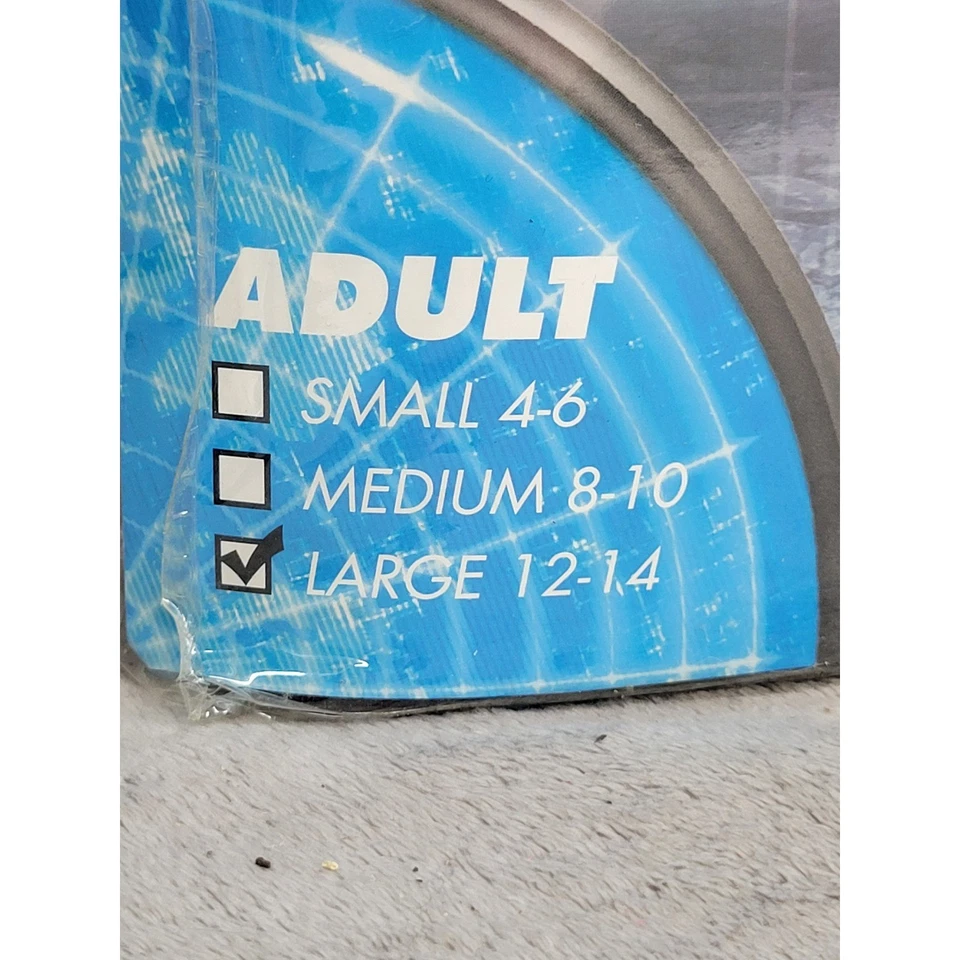 ADULT
SMALL 4-6
MEDIUM 8-10
LARGE 12-14